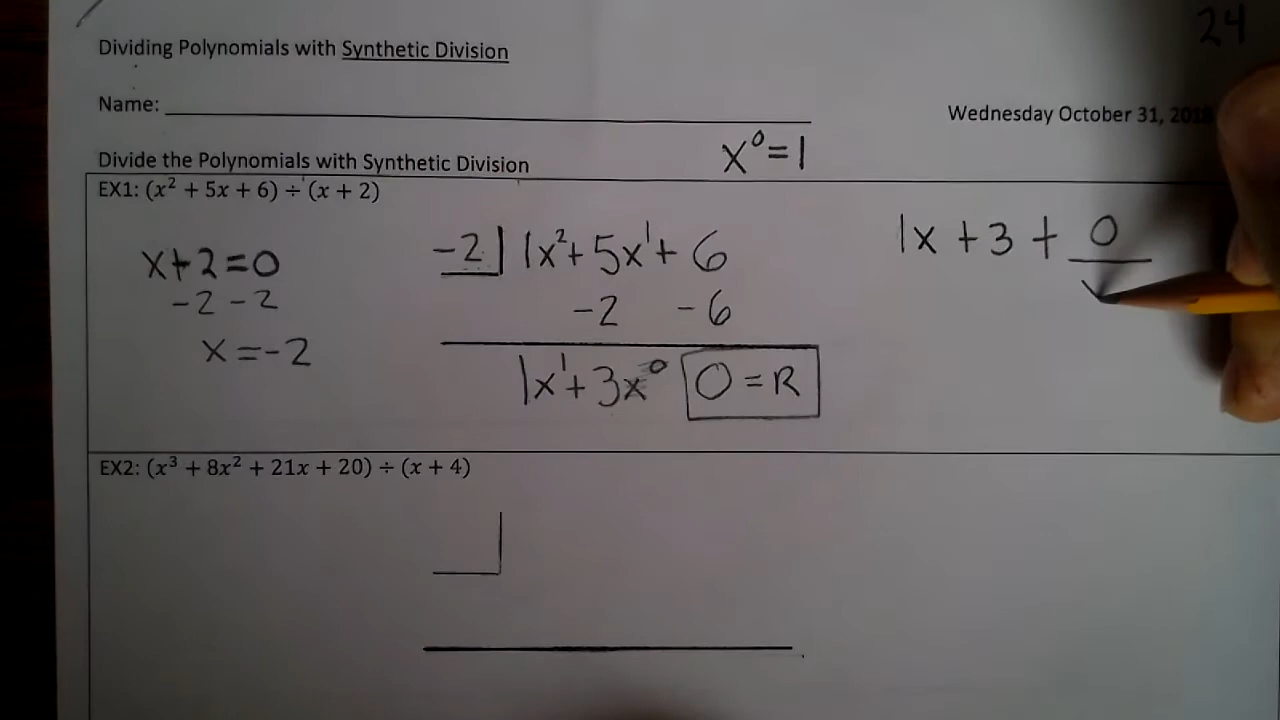 24
Dividing Polynomials with Synthetic Division
Name:
Wednesday October 31, 2018
x⁰=1
Divide the Polynomials with Synthetic Division
EX1: (x² + 5x + 6) ÷ (x + 2)
x+2=0
-2 -2
x=-2
-2 1x²+5x¹+6
-2 -6
1x¹+3x⁰ 0=R
1x+3+ 0
EX2: (x³ + 8x² + 21x + 20) ÷ (x + 4)